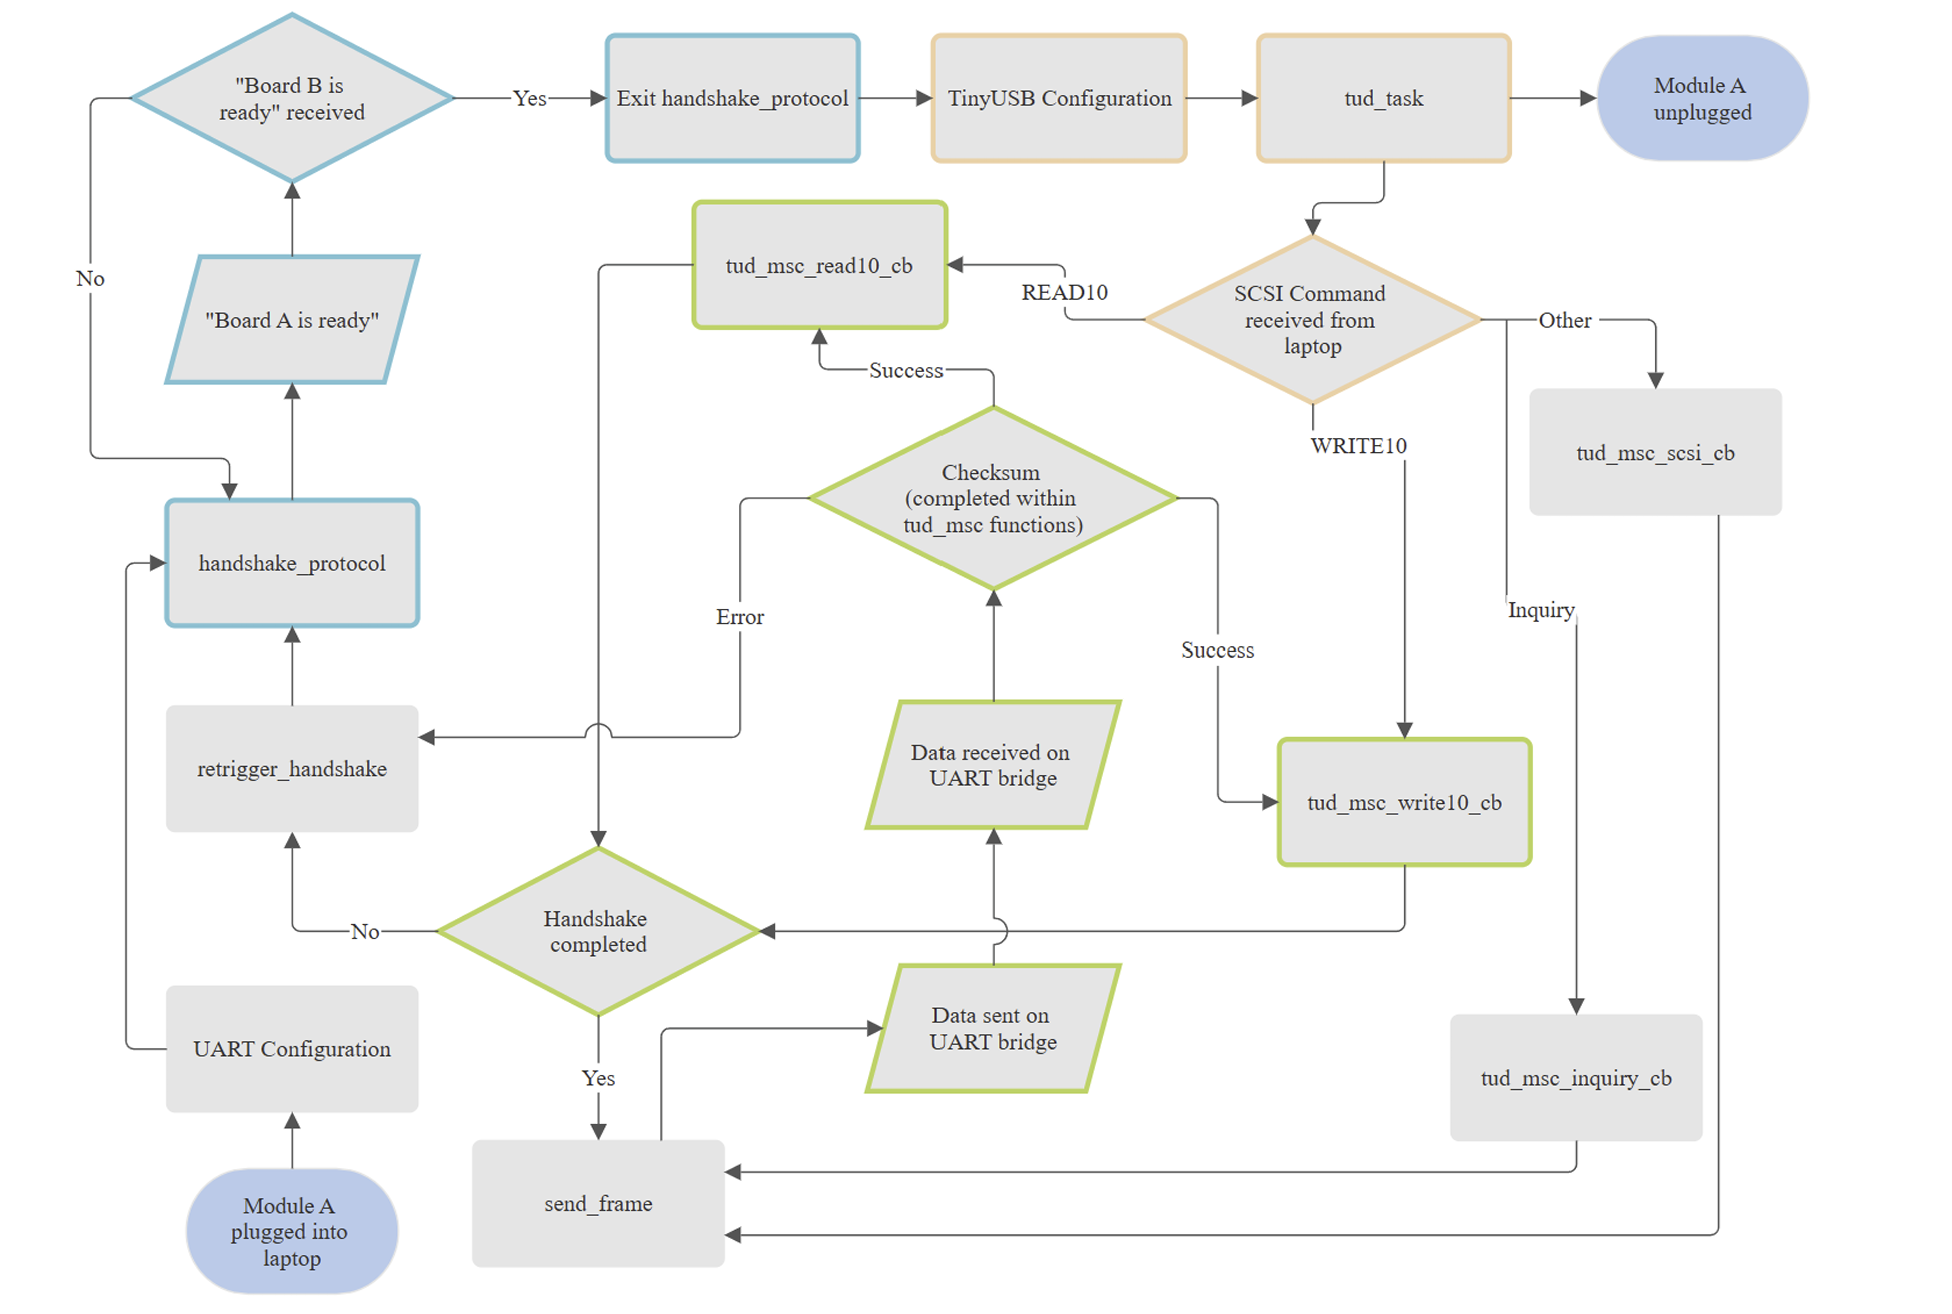 "Board B is
ready" received
Yes
Exit handshake_protocol
TinyUSB Configuration
tud_task
Module A
unplugged
No
"Board A is ready"
tud_msc_read10_cb
READ10
SCSI Command
received from
laptop
Other
Success
WRITE10
tud_msc_scsi_cb
Checksum
(completed within
tud_msc functions)
handshake_protocol
Error
Inquiry
Success
retrigger_handshake
Data received on
UART bridge
tud_msc_write10_cb
Handshake
completed
No
Data sent on
UART bridge
UART Configuration
Yes
tud_msc_inquiry_cb
send_frame
Module A
plugged into
laptop